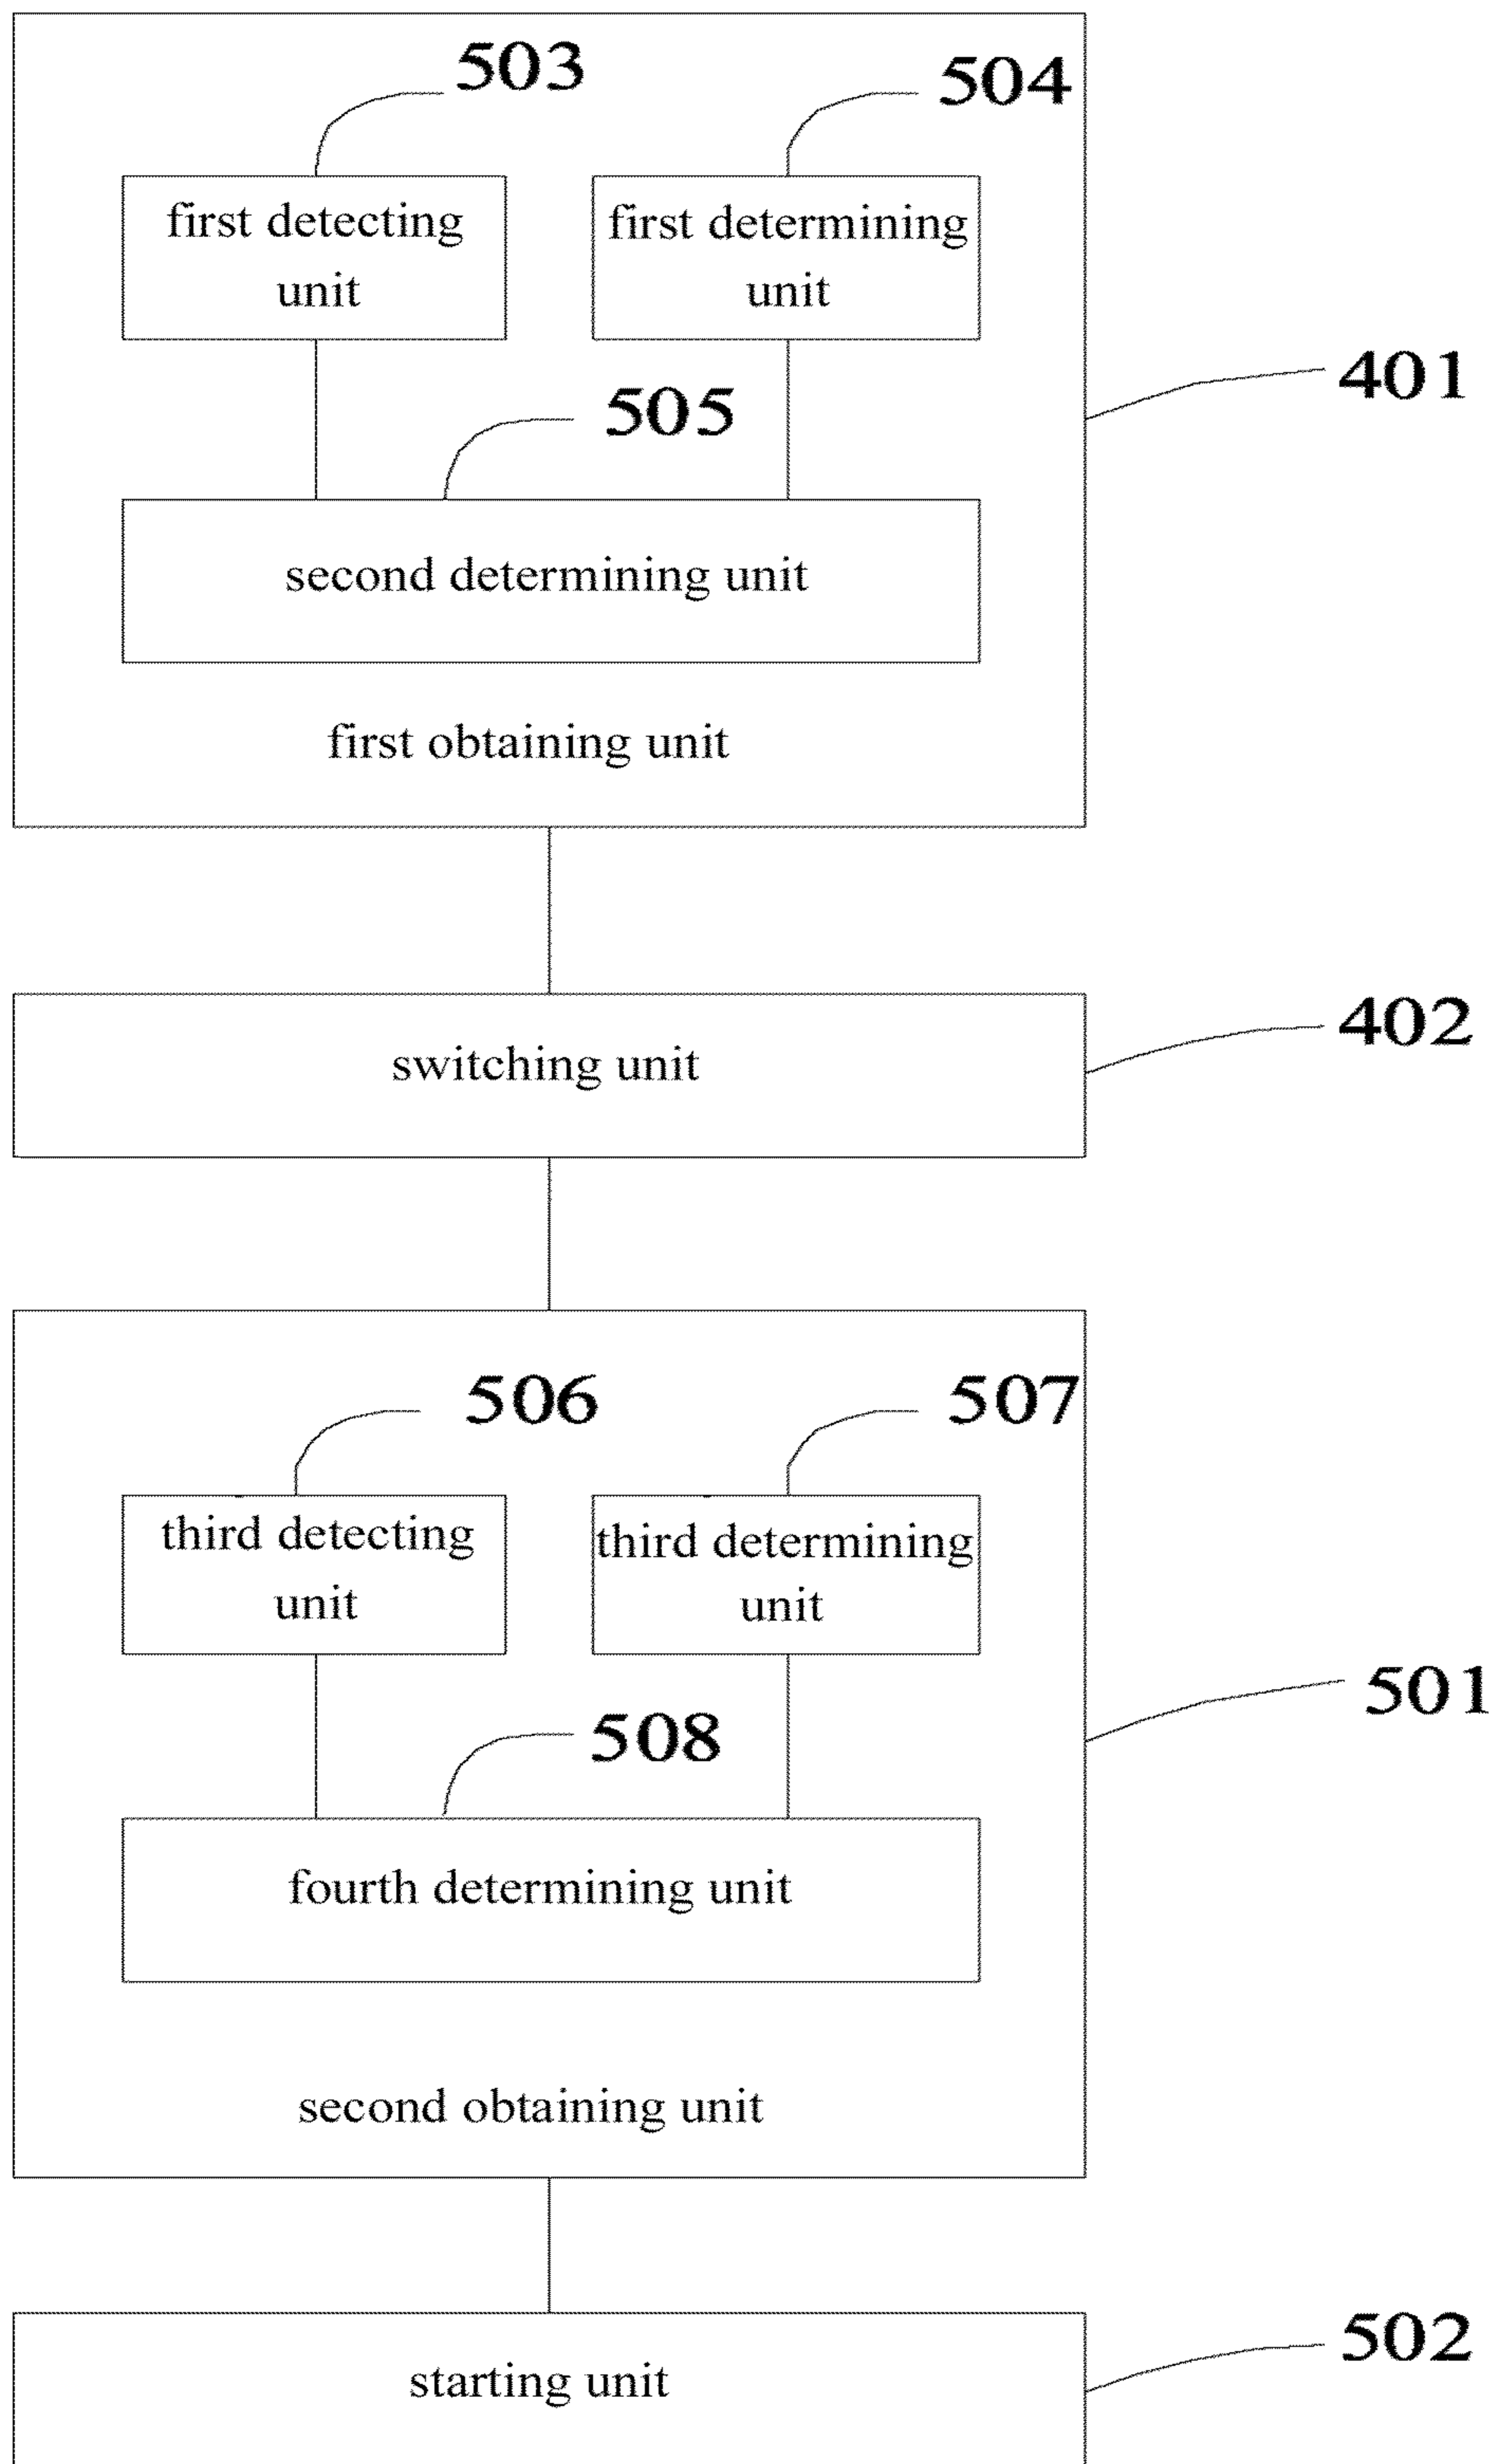 503
504
first detecting
unit
first determining
unit
401
505
second determining unit
first obtaining unit
402
switching unit
506
507
third detecting
unit
third determining
unit
501
508
fourth determining unit
second obtaining unit
502
starting unit